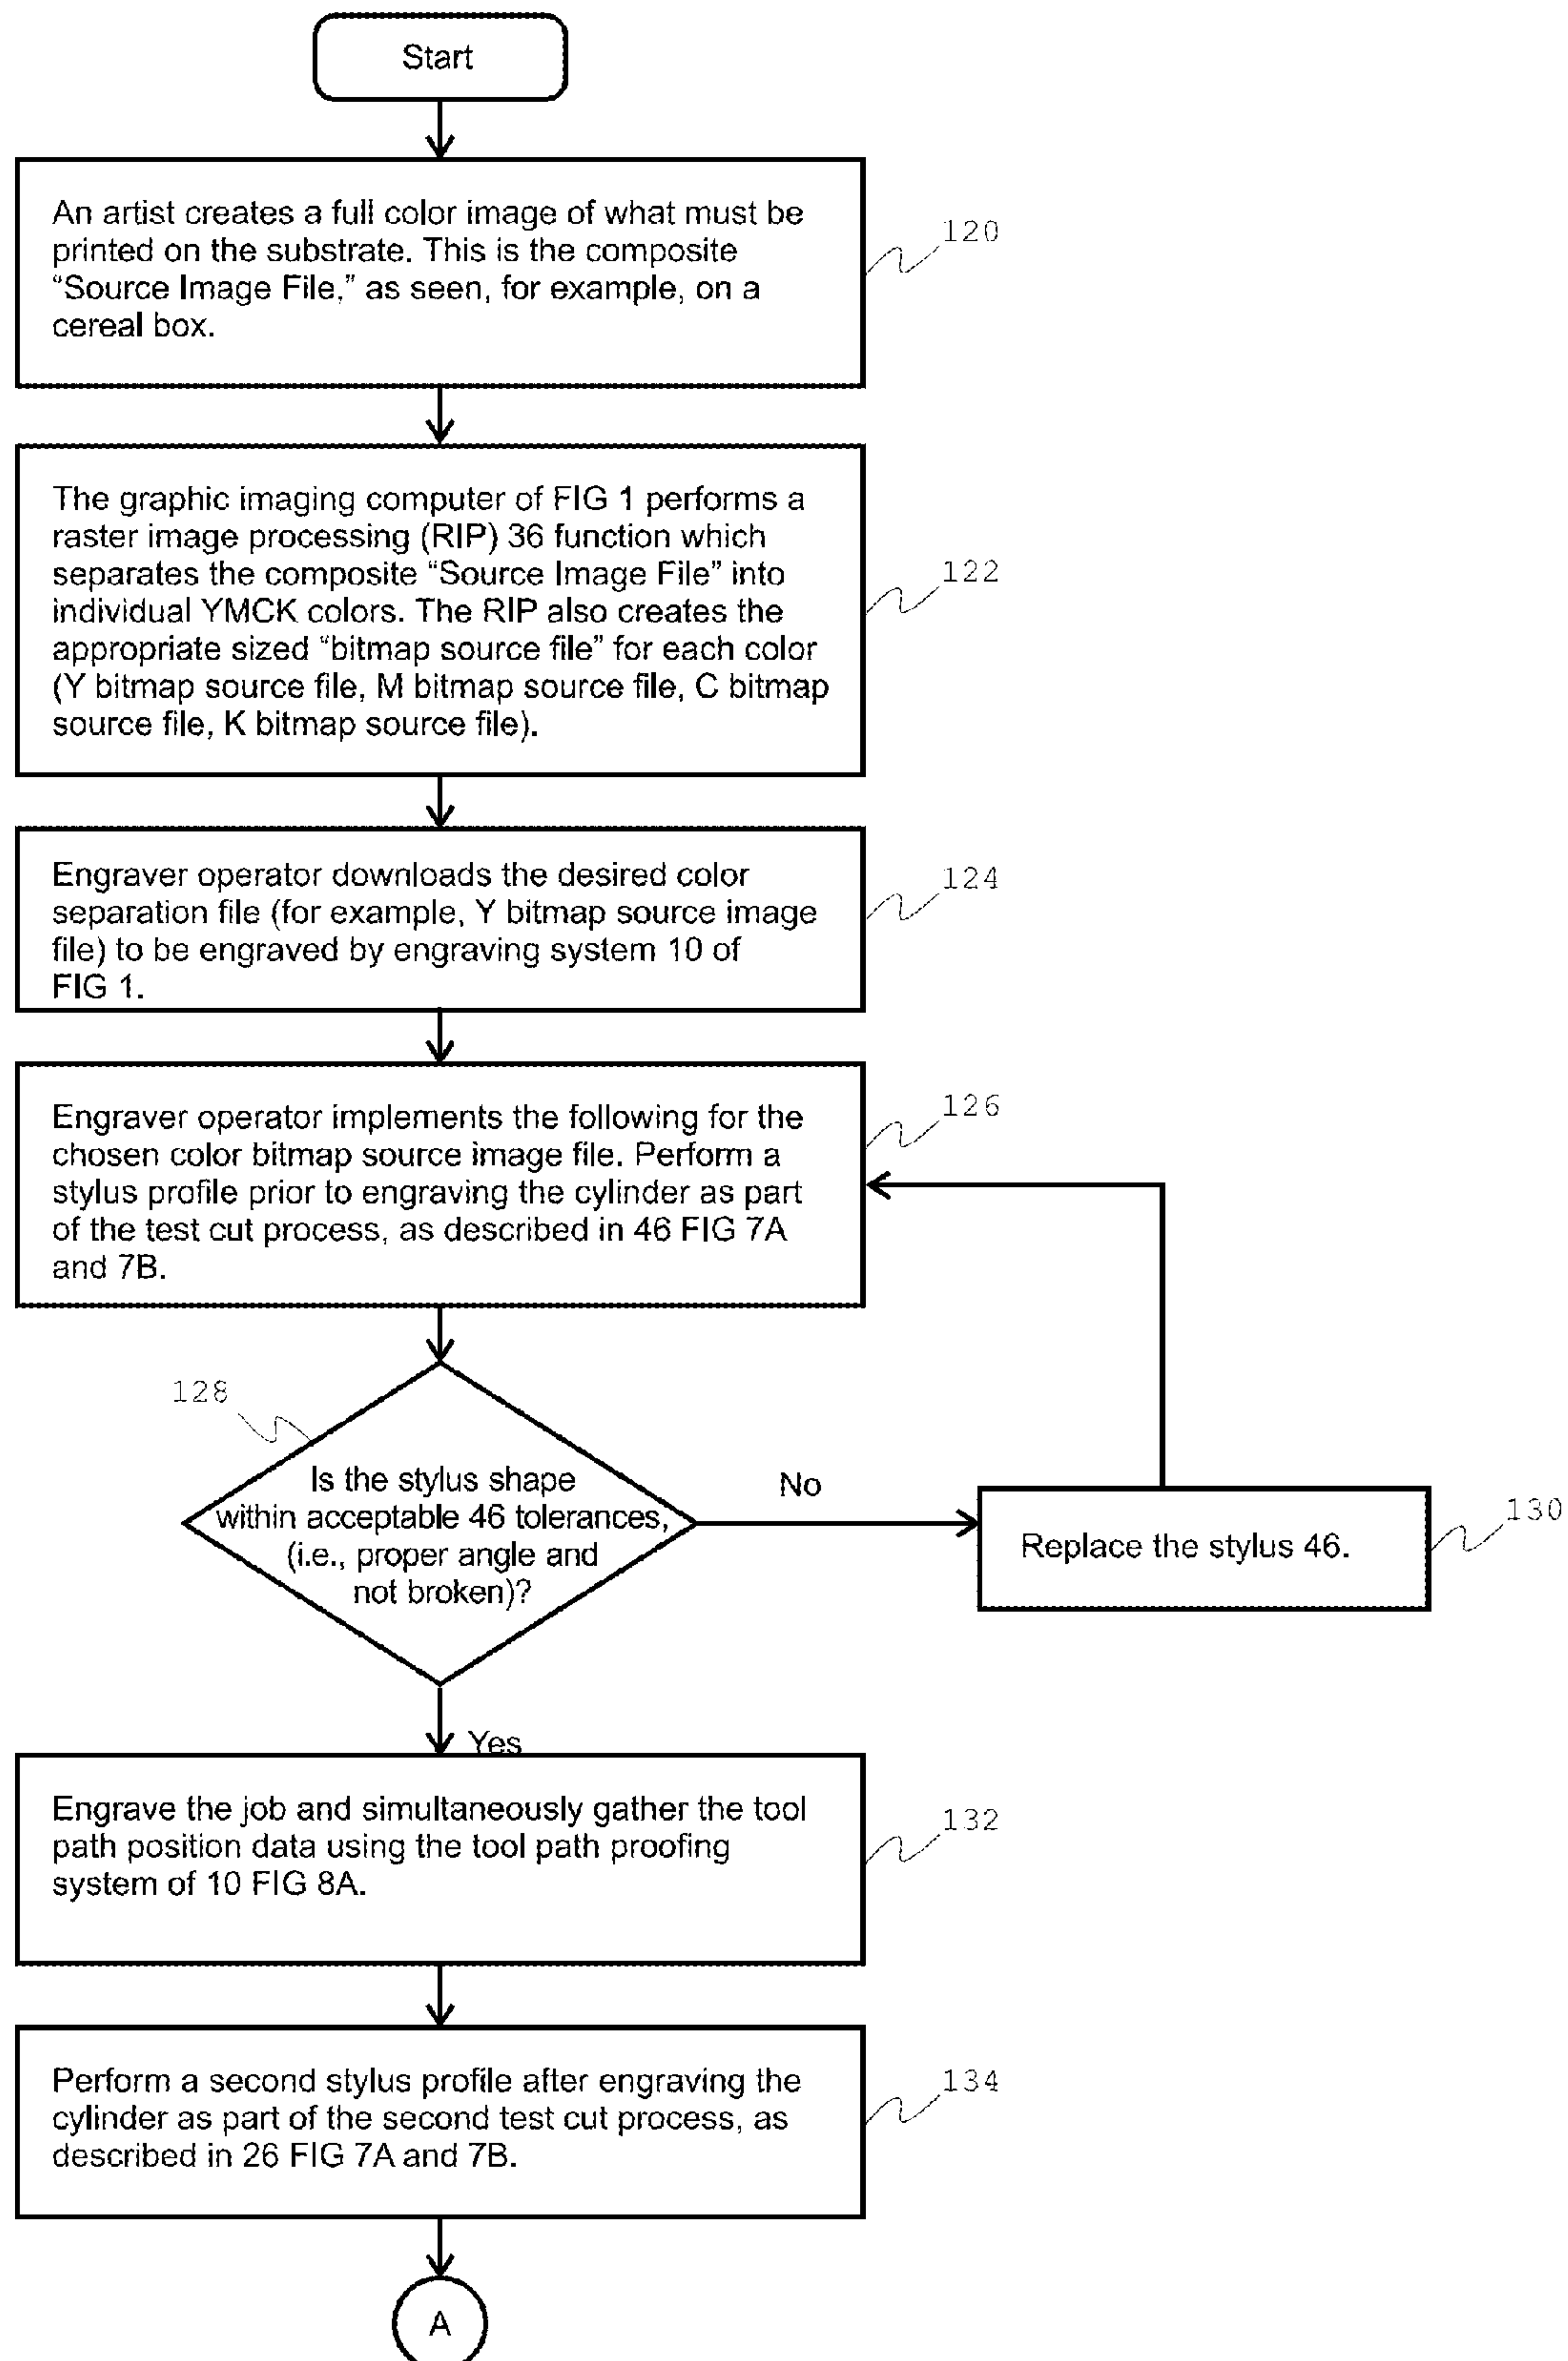 Start
An artist creates a full color image of what must be
printed on the substrate. This is the composite
“Source Image File,” as seen, for example, on a
cereal box.
120
The graphic imaging computer of FIG 1 performs a
raster image processing (RIP) 36 function which
separates the composite “Source Image File” into
individual YMCK colors. The RIP also creates the
appropriate sized “bitmap source file” for each color
(Y bitmap source file, M bitmap source file, C bitmap
source file, K bitmap source file).
122
Engraver operator downloads the desired color
separation file (for example, Y bitmap source image
file) to be engraved by engraving system 10 of
FIG 1.
124
Engraver operator implements the following for the
chosen color bitmap source image file. Perform a
stylus profile prior to engraving the cylinder as part
of the test cut process, as described in 46 FIG 7A
and 7B.
126
128
Is the stylus shape
within acceptable 46 tolerances,
(i.e., proper angle and
not broken)?
No
Replace the stylus 46.
130
Yes
Engrave the job and simultaneously gather the tool
path position data using the tool path proofing
system of 10 FIG 8A.
132
Perform a second stylus profile after engraving the
cylinder as part of the second test cut process, as
described in 26 FIG 7A and 7B.
134
A